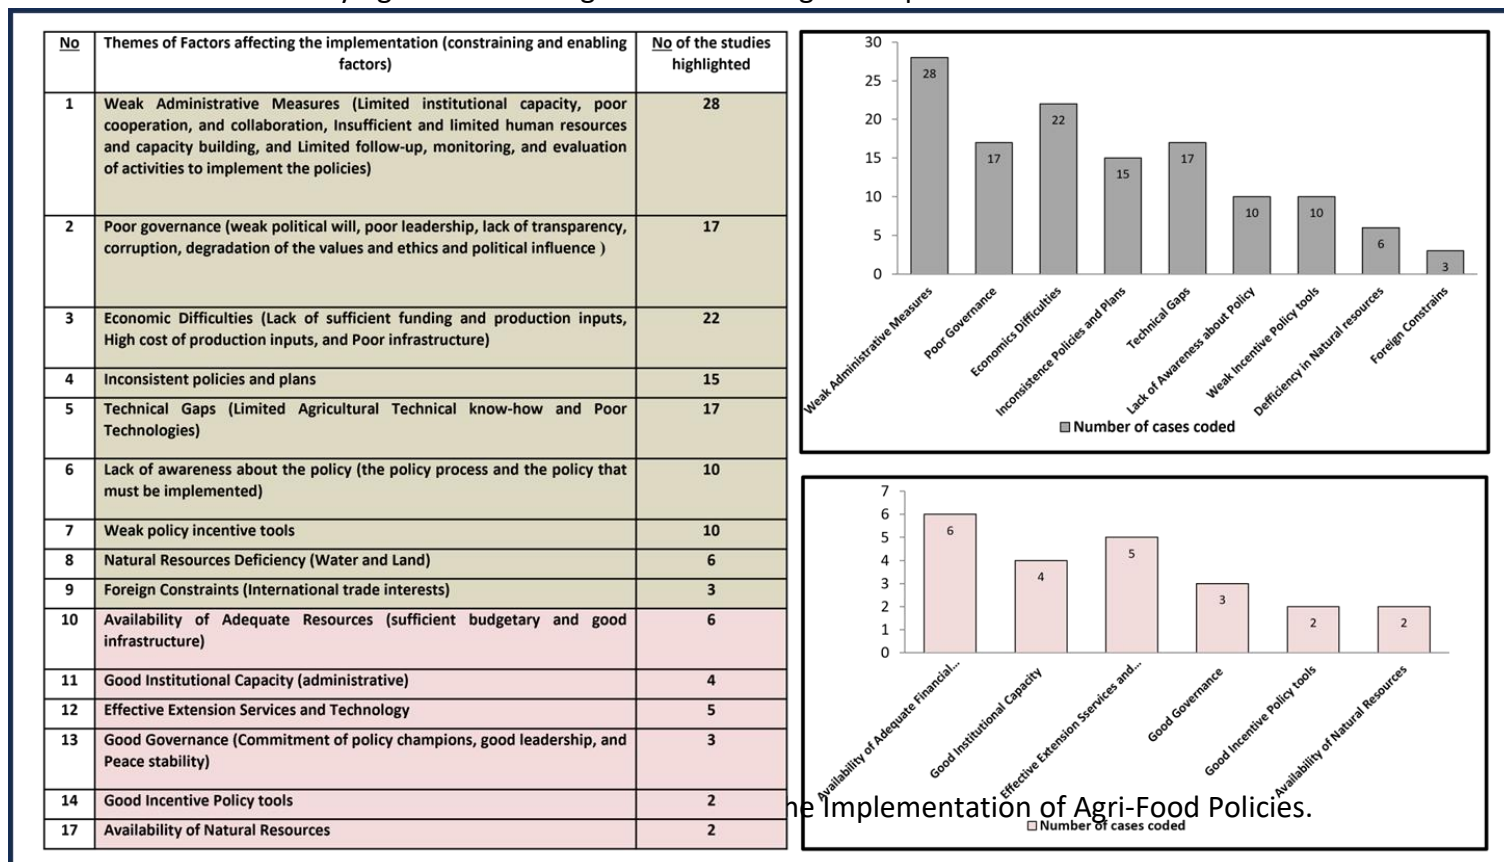 No
Themes of Factors affecting the implementation (constraining and enabling
factors)
No of the studies
highlighted
1
Weak Administrative Measures (Limited institutional capacity, poor
cooperation, and collaboration, Insufficient and limited human resources
and capacity building, and Limited follow-up, monitoring, and evaluation
of activities to implement the policies)
28
2
Poor governance (weak political will, poor leadership, lack of transparency,
corruption, degradation of the values and ethics and political influence )
17
3
Economic Difficulties (Lack of sufficient funding and production inputs,
High cost of production inputs, and Poor infrastructure)
22
4
Inconsistent policies and plans
15
5
Technical Gaps (Limited Agricultural Technical know-how and Poor
Technologies)
17
6
Lack of awareness about the policy (the policy process and the policy that
must be implemented)
10
7
Weak policy incentive tools
10
8
Natural Resources Deficiency (Water and Land)
6
9
Foreign Constraints (International trade interests)
3
10
Availability of Adequate Resources (sufficient budgetary and good
infrastructure)
6
11
Good Institutional Capacity (administrative)
4
12
Effective Extension Services and Technology
5
13
Good Governance (Commitment of policy champions, good leadership, and
Peace stability)
3
14
Good Incentive Policy tools
2
17
Availability of Natural Resources
2
30
25
20
15
10
5
0
28
17
22
15
17
10
10
6
3
Weak Administrative Measures
Poor Governance
Economics Difficulties
Inconsistence Policies and Plans
Technical Gaps
Lack of Awareness about Policy
Weak Incentive Policy tools
Defficiency in Natural resources
Foreign Constrains
Number of cases coded
7
6
5
4
3
2
1
0
6
4
5
3
2
2
Availability of Adequate Financial...
Good Institutional Capacity
Effective Extension Sservices and...
Good Governance
Good Incentive Policy tools
Availability of Natural Resources
Implementation of Agri-Food Policies.
Number of cases coded